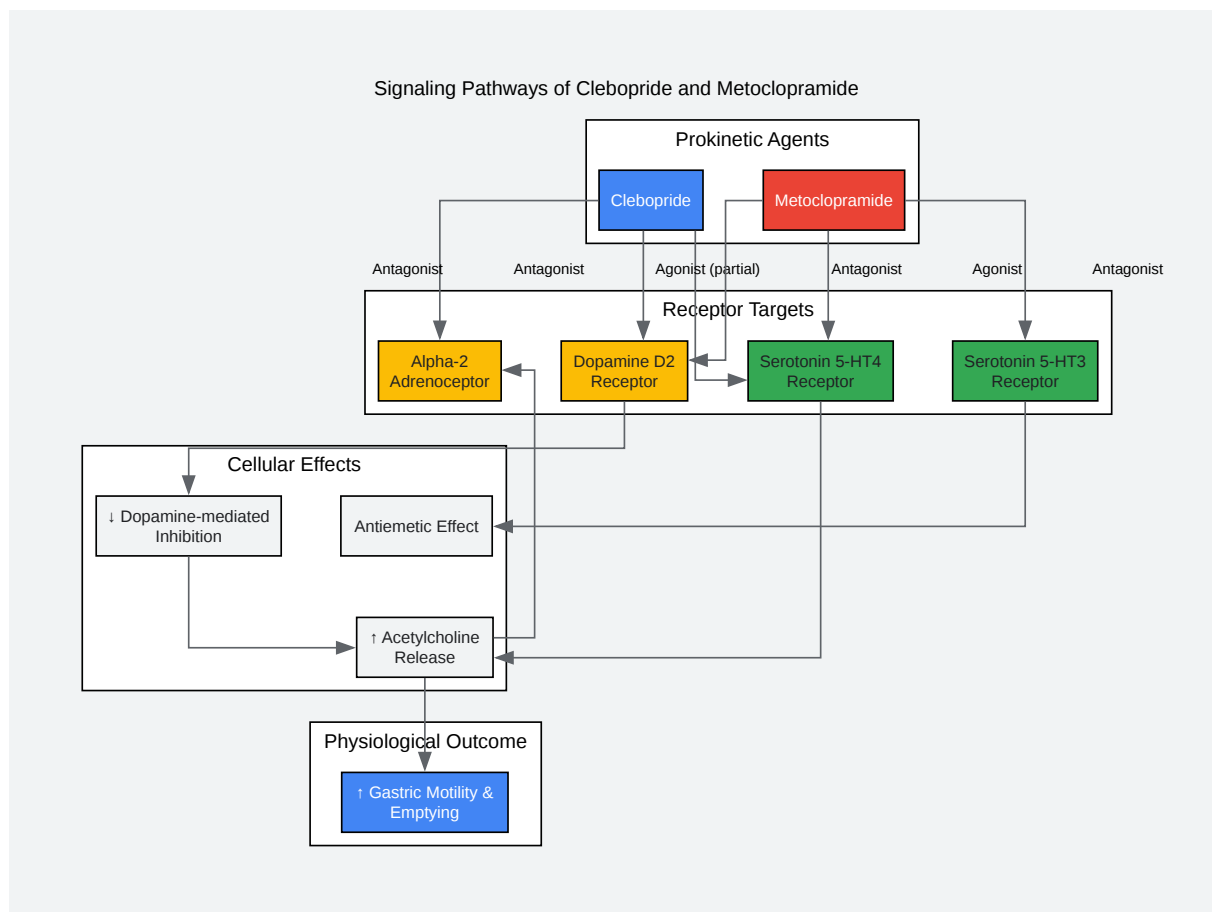 Signaling Pathways of Clebopride and Metoclopramide
Prokinetic Agents
Clebopride
Metoclopramide
Antagonist
Antagonist
Agonist (partial)
Antagonist
Agonist
Antagonist
Receptor Targets
Alpha-2
Adrenoceptor
Dopamine D2
Receptor
Serotonin 5-HT4
Receptor
Serotonin 5-HT3
Receptor
Cellular Effects
↓ Dopamine-mediated
Inhibition
Antiemetic Effect
↑ Acetylcholine
Release
Physiological Outcome
↑ Gastric Motility &
Emptying